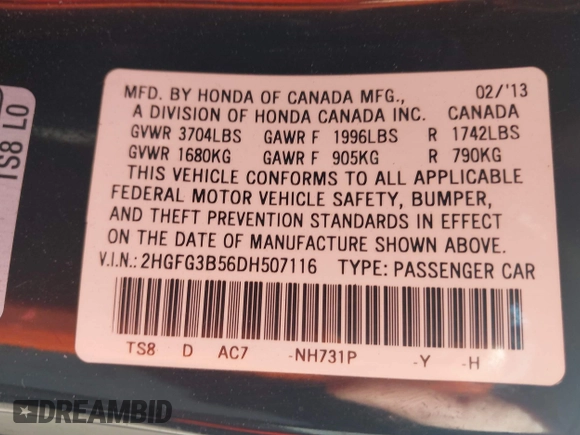 MFD. BY HONDA OF CANADA MFG., 02/'13
A DIVISION OF HONDA CANADA INC. CANADA
GVWR 3704LBS GAWR F 1996LBS R 1742LBS
GVWR 1680KG GAWR F 905KG R 790KG
THIS VEHICLE CONFORMS TO ALL APPLICABLE
FEDERAL MOTOR VEHICLE SAFETY, BUMPER,
AND THEFT PREVENTION STANDARDS IN EFFECT
ON THE DATE OF MANUFACTURE SHOWN ABOVE.
V.I.N.: 2HGFG3B56DH507116 TYPE: PASSENGER CAR
TS8 D AC7 -NH731P -Y -H
TS8 LO
DREAMBID